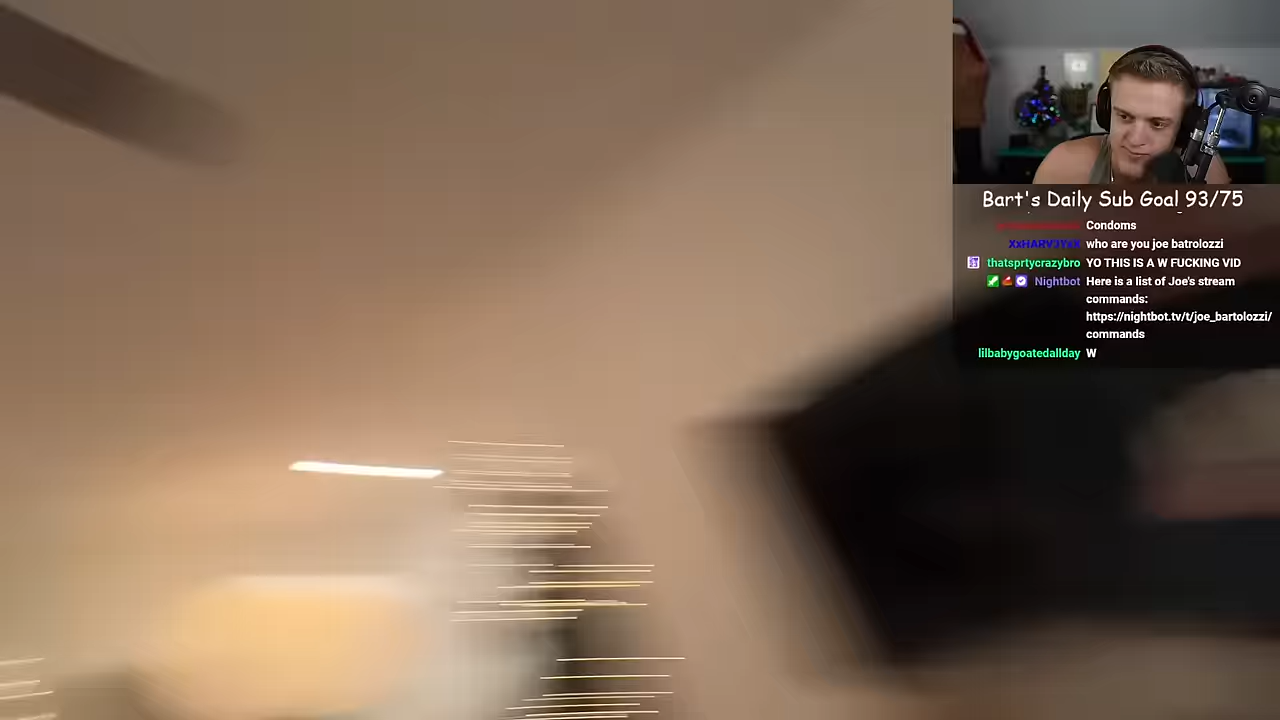 Bart's Daily Sub Goal 93/75
Condoms
XxHARV3YxX who are you joe batrolozzi
thatsprtycrazybro YO THIS IS A W FUCKING VID
Nightbot Here is a list of Joe's stream
commands:
https://nightbot.tv/t/joe_bartolozzi/
commands
lilbabygoatedallday W